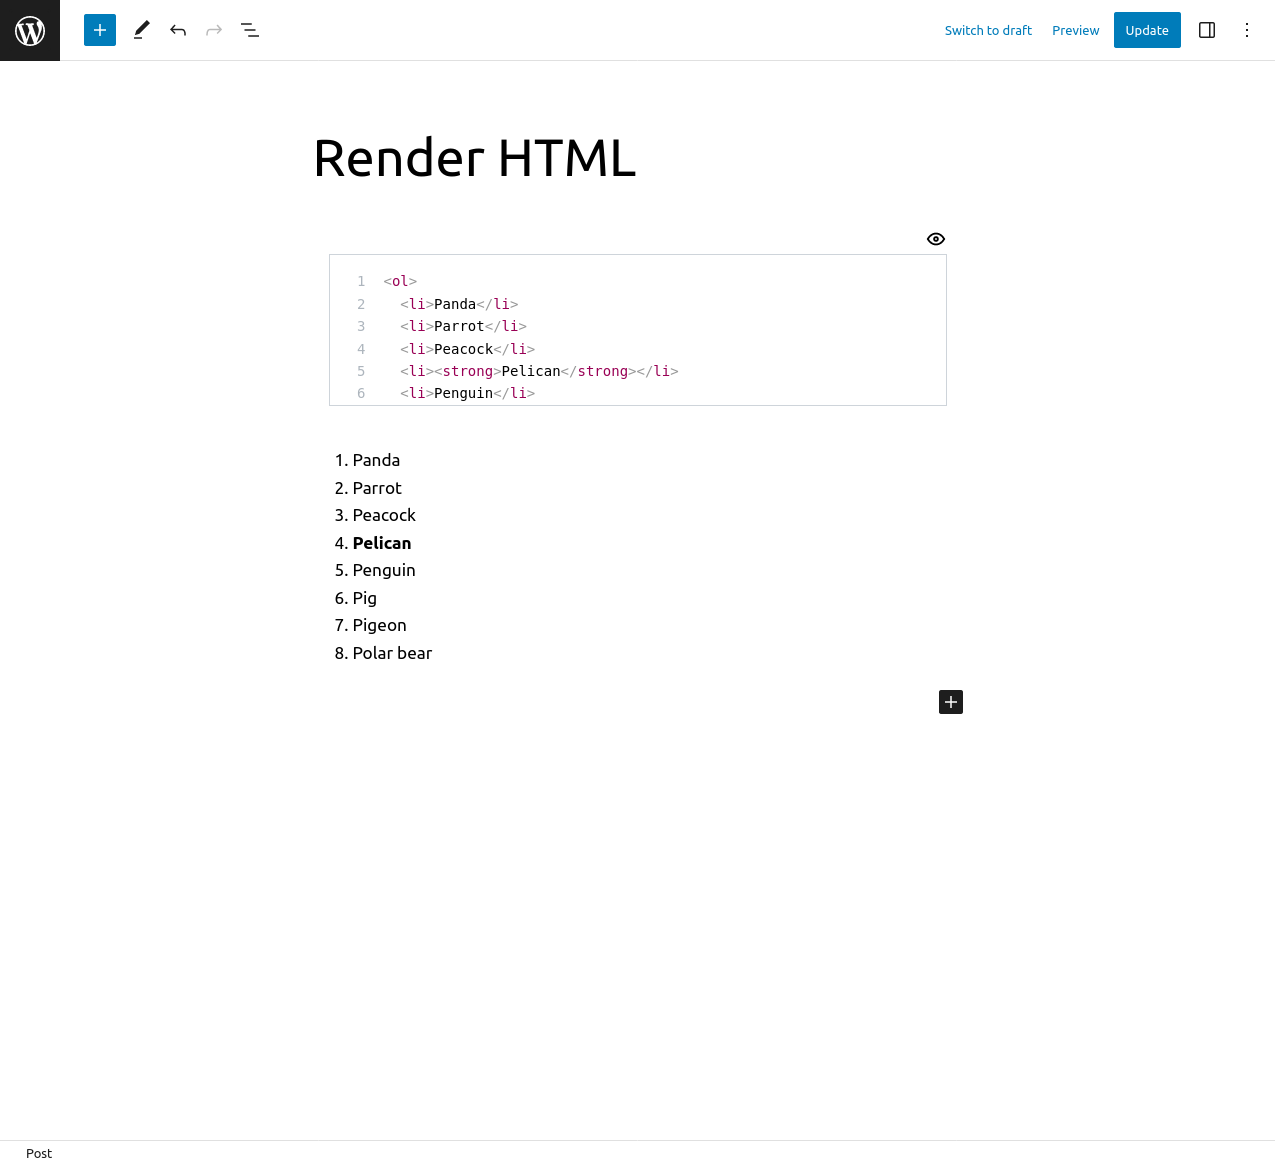 Switch to draft Preview Update
Render HTML
1 <ol>
2   <li>Panda</li>
3   <li>Parrot</li>
4   <li>Peacock</li>
5   <li><strong>Pelican</strong></li>
6   <li>Penguin</li>
1. Panda
2. Parrot
3. Peacock
4. Pelican
5. Penguin
6. Pig
7. Pigeon
8. Polar bear
Post